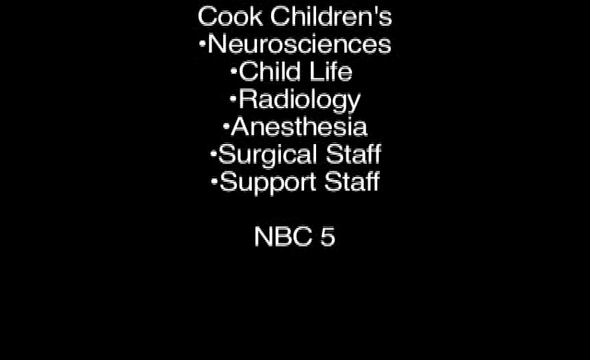 Cook Children's
•Neurosciences
•Child Life
•Radiology
•Anesthesia
•Surgical Staff
•Support Staff
NBC 5